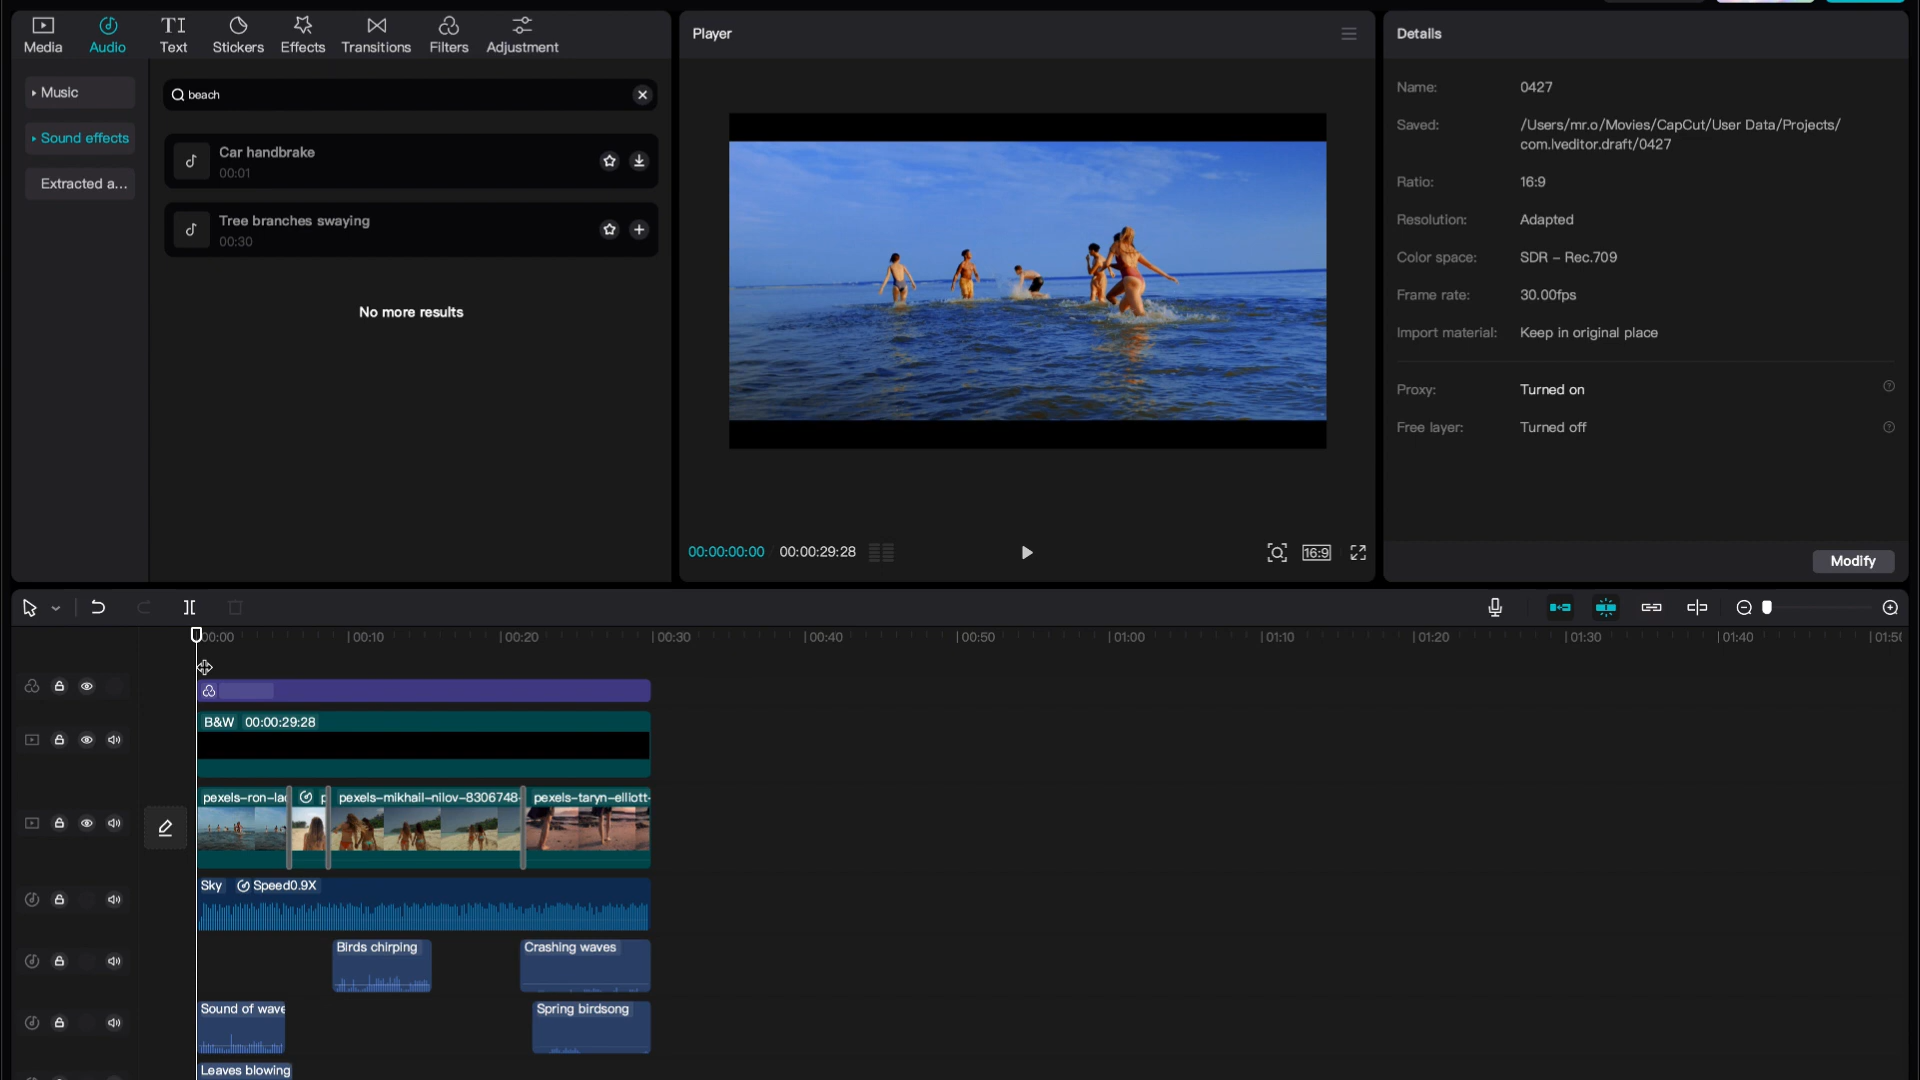 Media
Audio
TI
Text
Stickers
Effects
Transitions
Filters
Adjustment
Music
Sound effects
Extracted a...
beach
Car handbrake
00:01
Tree branches swaying
00:30
No more results
Player
00:00:00:00
00:00:29:28
16:9
Details
Name: 0427
Saved: /Users/mr.o/Movies/CapCut/User Data/Projects/
com.lveditor.draft/0427
Ratio: 16:9
Resolution: Adapted
Color space: SDR – Rec.709
Frame rate: 30.00fps
Import material: Keep in original place
Proxy: Turned on
Free layer: Turned off
Modify
00:00 00:10 00:20 00:30 00:40 00:50 01:00 01:10 01:20 01:30 01:40 01:50
B&W 00:00:29:28
pexels-ron-la
p
pexels-mikhail-nilov-8306748-
pexels-taryn-elliott-
Sky Speed0.9X
Birds chirping
Crashing waves
Sound of wave
Spring birdsong
Leaves blowing